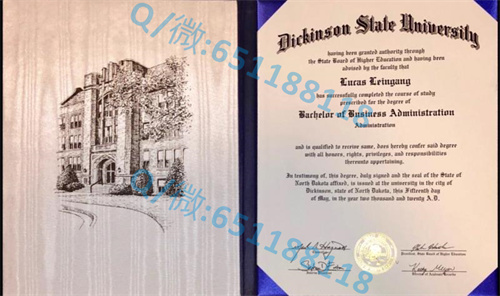 Q/微:651188118
Q/微:651188118
Dickinson State University
having been granted authority through
the State Board of Higher Education and having been
advised by the faculty that
Lucas Leingang
has successfully completed the course of study
prescribed for the degree of
Bachelor of Business Administration
Administration
and is qualified to receive same, does hereby confer said degree
with all honors, rights, privileges, and responsibilities
thereunto appertaining.
In testimony of, this degree, duly signed and the seal of the State of
North Dakota affixed, is issued at the university in the city of
Dickinson, state of North Dakota, this Fifteenth day
of May, in the year two thousand and twenty A.D.